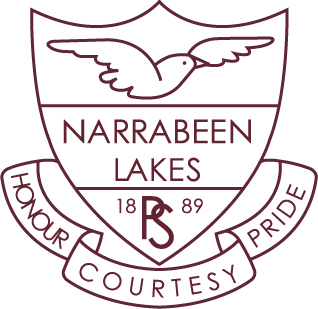 NARRABEEN
LAKES
18 PS 89
HONOUR
COURTESY
PRIDE